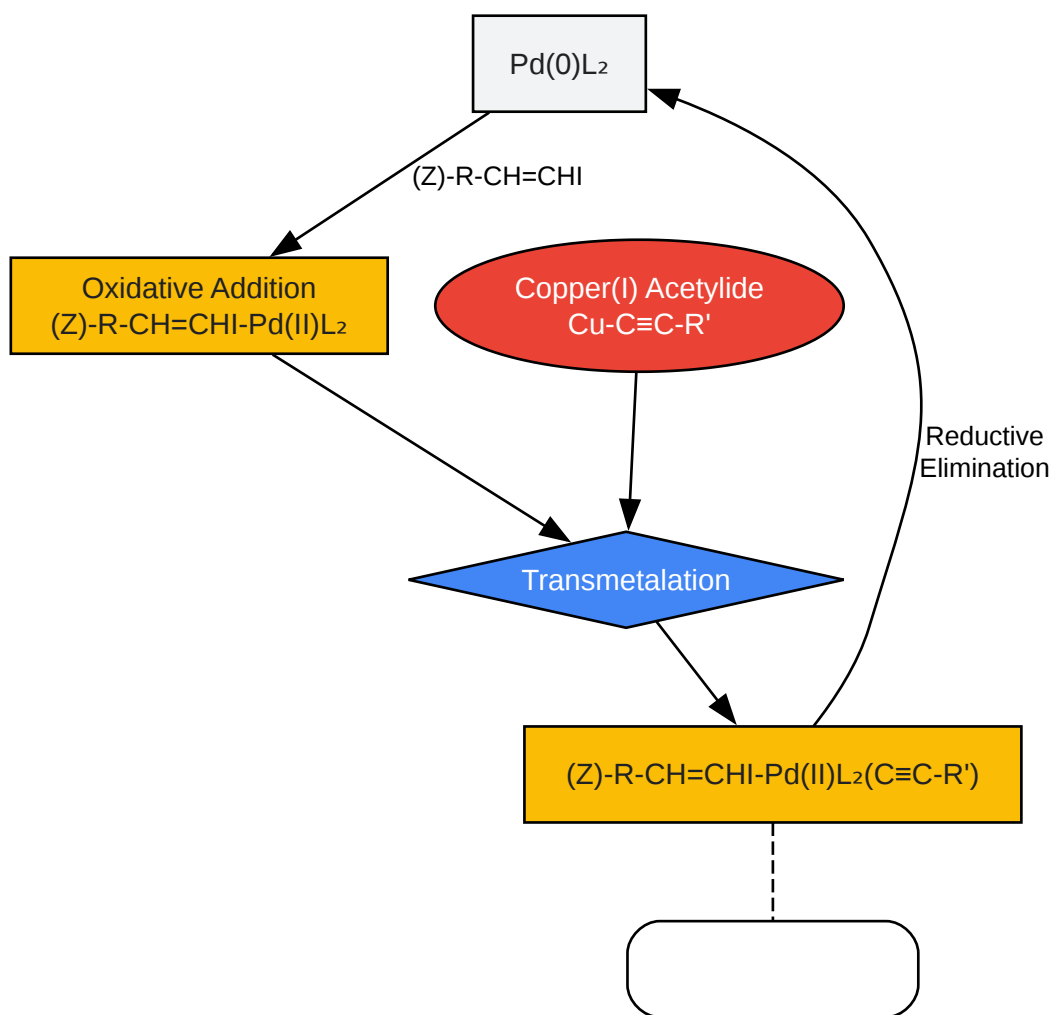 Pd(0)L₂
(Z)-R-CH=CHI
Oxidative Addition
(Z)-R-CH=CHI-Pd(II)L₂
Copper(I) Acetylide
Cu-C≡C-R'
Reductive
Elimination
Transmetalation
(Z)-R-CH=CHI-Pd(II)L₂(C≡C-R')